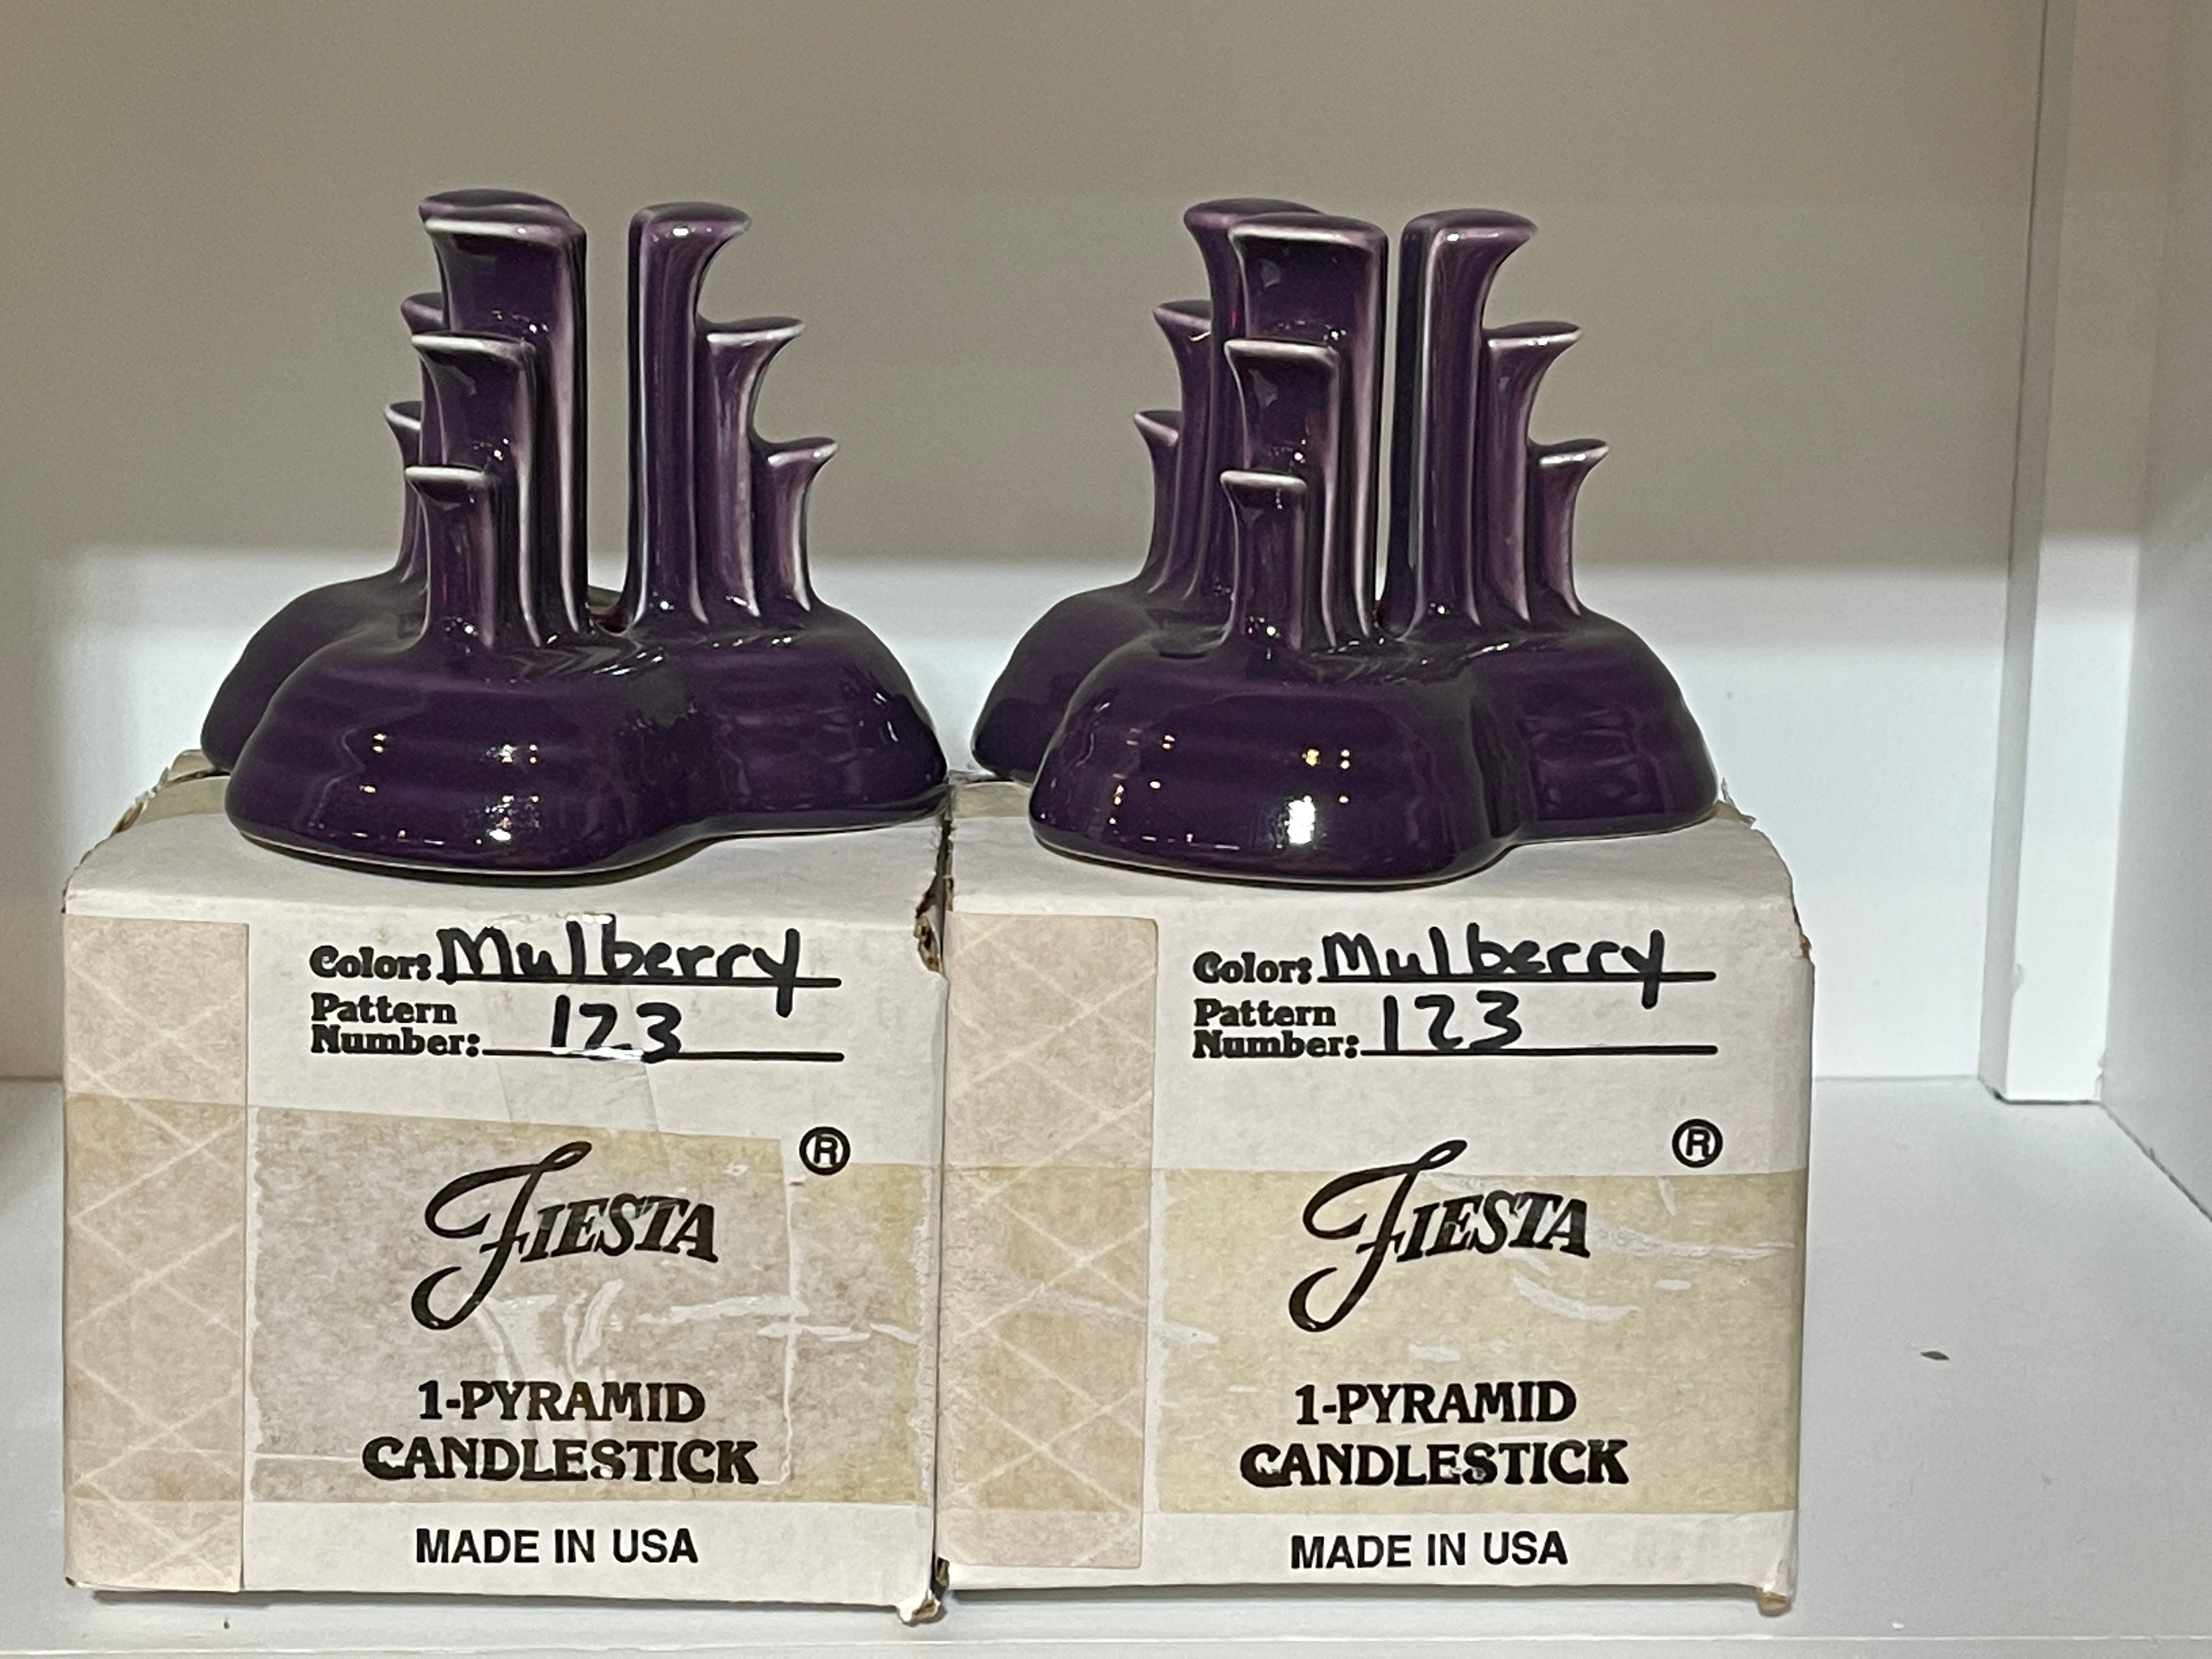 Color: Mulberry
Pattern
Number: 123
®
FIESTA
1-PYRAMID
CANDLESTICK
MADE IN USA
Color: Mulberry
Pattern
Number: 123
®
FIESTA
1-PYRAMID
CANDLESTICK
MADE IN USA